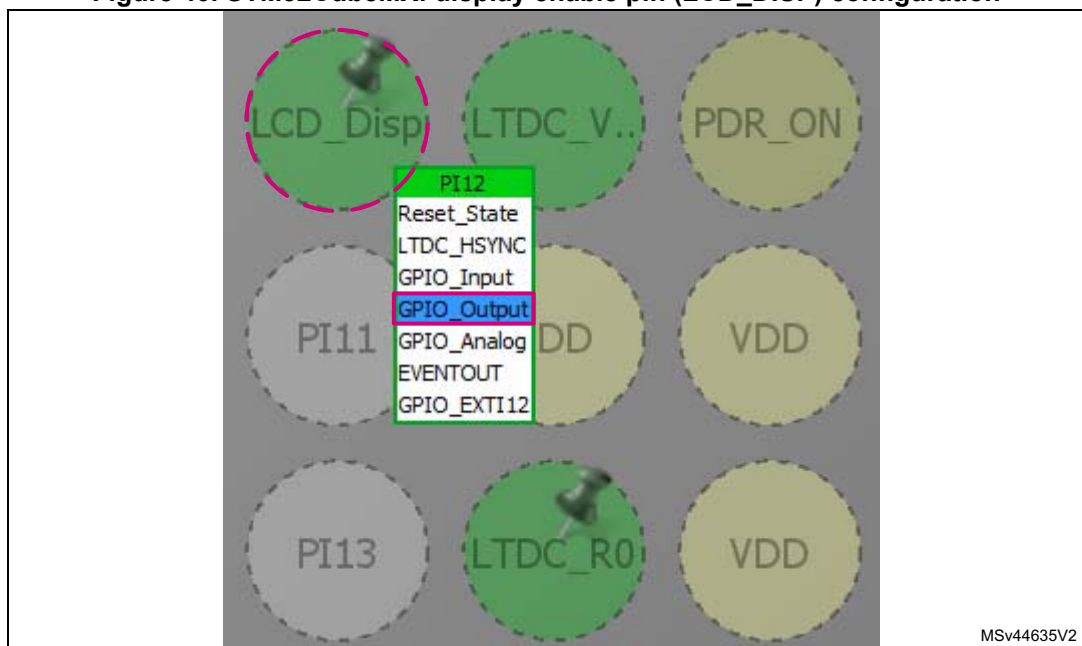 LCD_Disp
LTDC_V..
PDR_ON
PI12
Reset_State
LTDC_HSYNC
GPIO_Input
GPIO_Output
GPIO_Analog
EVENTOUT
GPIO_EXTI12
PI11
DD
VDD
PI13
LTDC_R0
VDD
MSv44635V2